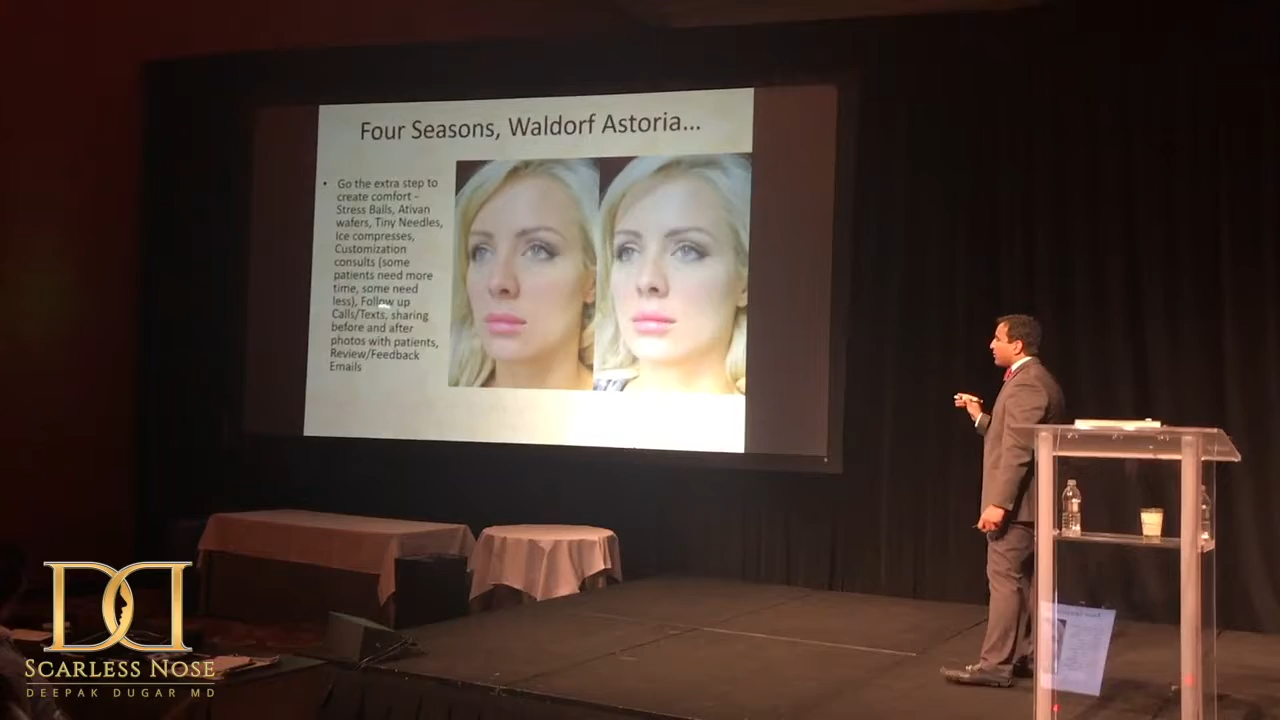 Four Seasons, Waldorf Astoria...
• Go the extra step to
create comfort -
Stress Balls, Ativan
wafers, Tiny Needles,
Ice compresses,
Customization
consults (some
patients need more
time, some need
less), Follow up
Calls/Texts, sharing
before and after
photos with patients,
Review/Feedback
Emails
DD
SCARLESS NOSE
DEEPAK DUGAR MD